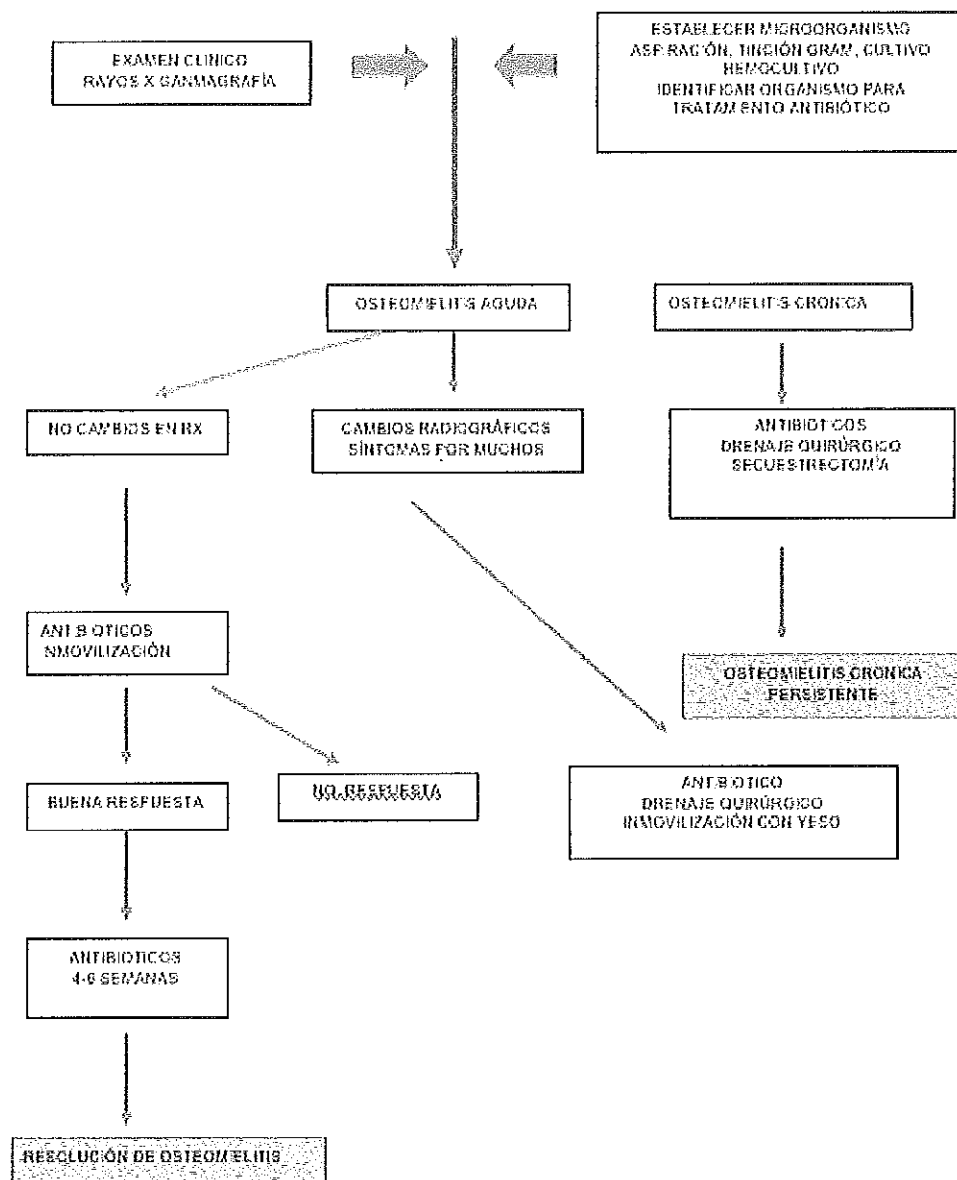 EXAMEN CLINICO
RAYOS X GANMAGRAFÍA
ESTABLECER MICROORGANISMO
ASPIRACIÓN, TINCIÓN GRAM, CULTIVO
HEMOCULTIVO
IDENTIFICAR ORGANISMO PARA
TRATAMENTO ANTIBIÓTICO
OSTEOMIELITIS AGUDA
OSTEOMIELITIS CRONICA
NO CAMBIOS EN RX
CAMBIOS RADIOGRÁFICOS
SÍNTOMAS POR MUCHOS
ANTIBIOTICOS
DRENAJE QUIRÚRGICO
SECUESTRECTOMÍA
ANTIBIOTICOS
INMOVILIZACIÓN
OSTEOMIELITIS CRONICA
PERSISTENTE
BUENA RESPUESTA
NO RESPUESTA
ANTIBIOTICO
DRENAJE QUIRÚRGICO
INMOVILIZACIÓN CON YESO
ANTIBIOTICOS
4-6 SEMANAS
RESOLUCIÓN DE OSTEOMIELITIS